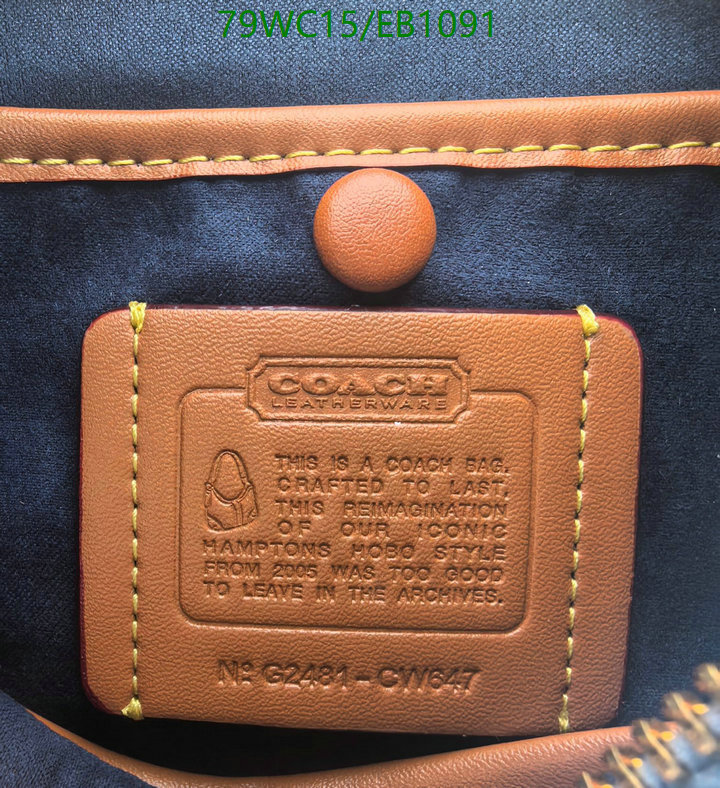 79WC15/EB1091
COACH
LEATHERWARE
THIS IS A COACH BAG,
CRAFTED TO LAST,
THIS REIMAGINATION
OF OUR ICONIC
HAMPTONS HOBO STYLE
FROM 2005 WAS TOO GOOD
TO LEAVE IN THE ARCHIVES.
Nº G2481-CW647